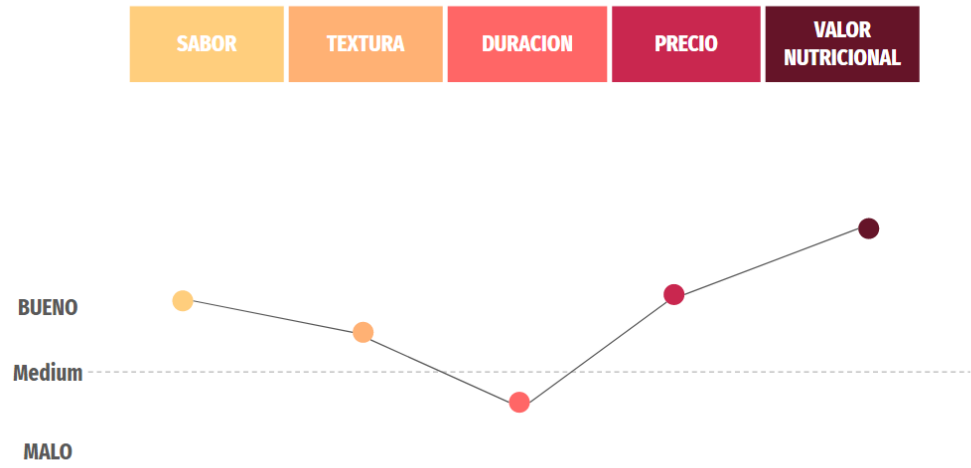 SABOR
TEXTURA
DURACION
PRECIO
VALOR
NUTRICIONAL
BUENO
Medium
MALO